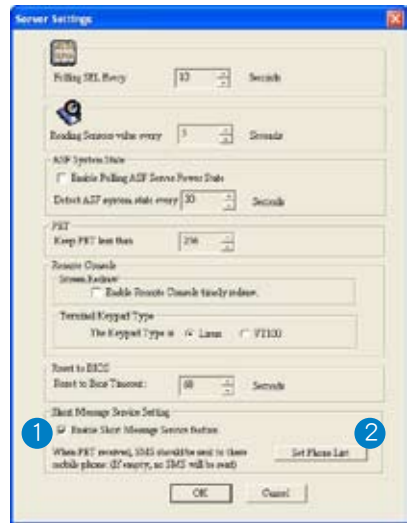 Server Settings
Polling SEL Every 10 Seconds
Reading Sensors value every 3 Seconds
ASF System State
Enable Polling ASF Server Power State
Detect ASF system state every 30 Seconds
PET
Keep PET less than 256
Remote Console
Screen Redraw
Enable Remote Console timely redraw.
Terminal Keypad Type
The Keypad Type is Linux VT100
Reset to BIOS
Reset to Bios Timeout: 60 Seconds
Short Message Service Setting
1 Enable Short Message Service feature. 2
When PET received, SMS should be sent to these
mobile phone: (If empty, no SMS will be send)
Set Phone List
OK Cancel